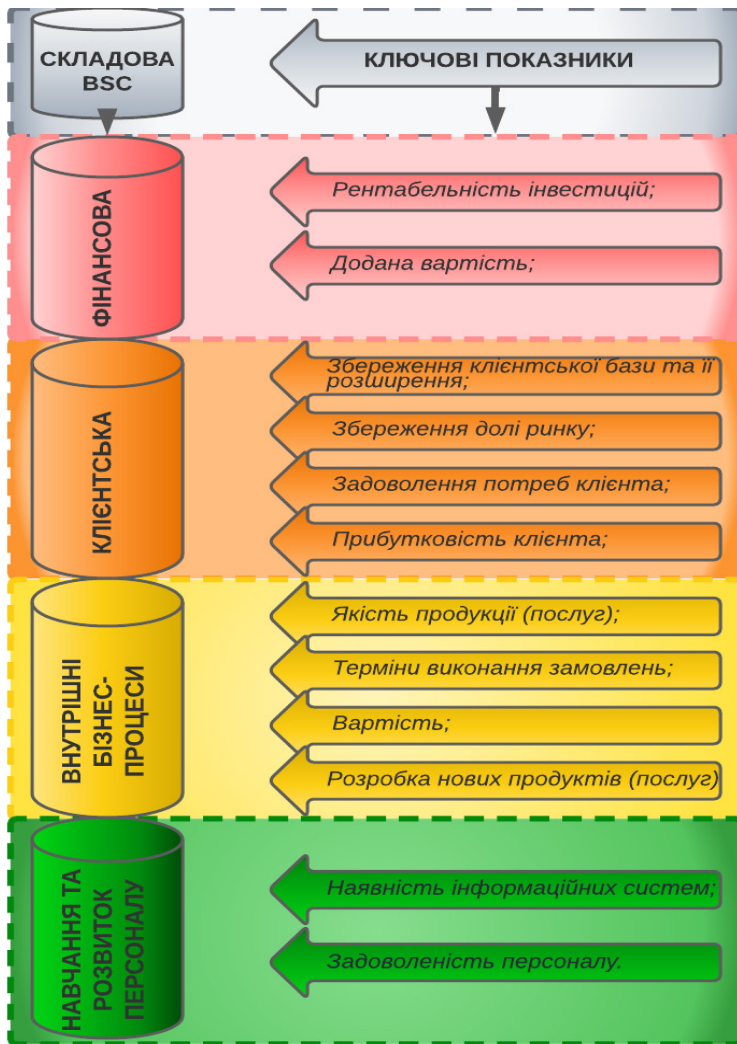 СКЛАДОВА
BSC
КЛЮЧОВІ ПОКАЗНИКИ
ФІНАНСОВА
Рентабельність інвестицій;
Додана вартість;
КЛІЄНТСЬКА
Збереження клієнтської бази та її
розширення;
Збереження долі ринку;
Задоволення потреб клієнта;
Прибутковість клієнта;
ВНУТРІШНІ
БІЗНЕС-
ПРОЦЕСИ
Якість продукції (послуг);
Терміни виконання замовлень;
Вартість;
Розробка нових продуктів (послуг)
НАВЧАННЯ ТА
РОЗВИТОК
ПЕРСОНАЛУ
Наявність інформаційних систем;
Задоволеність персоналу.